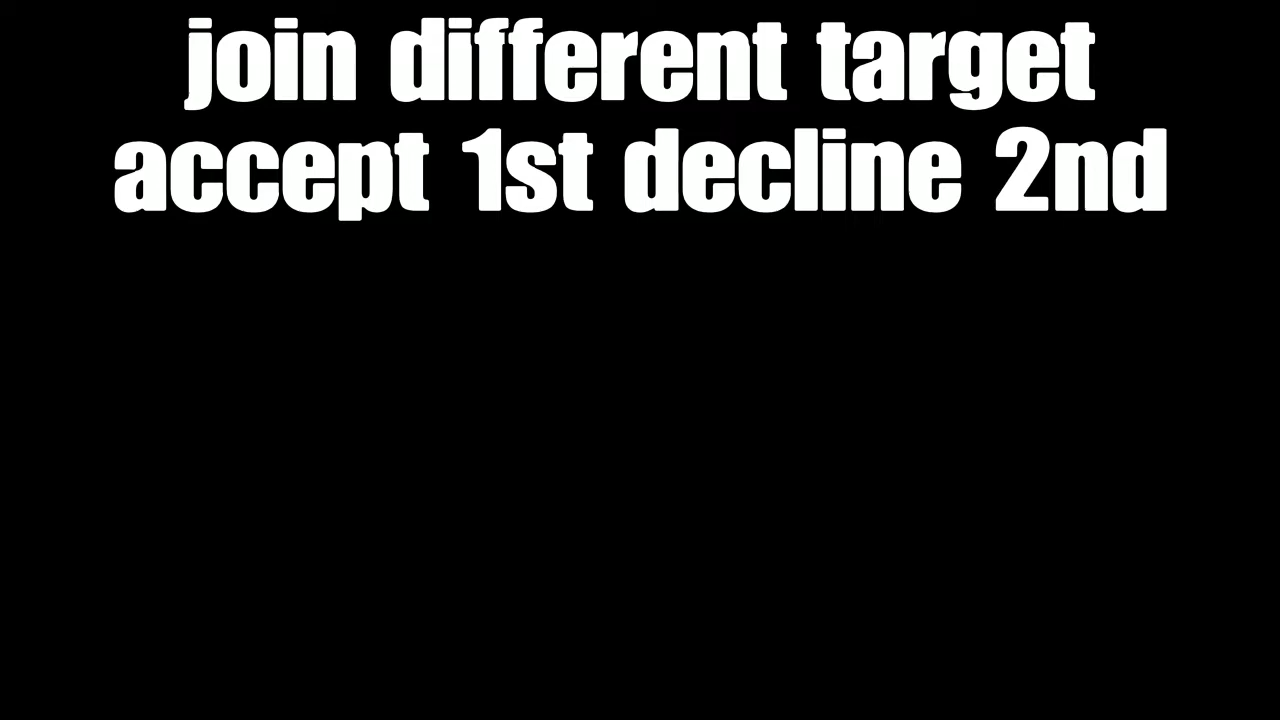 join different target
accept 1st decline 2nd